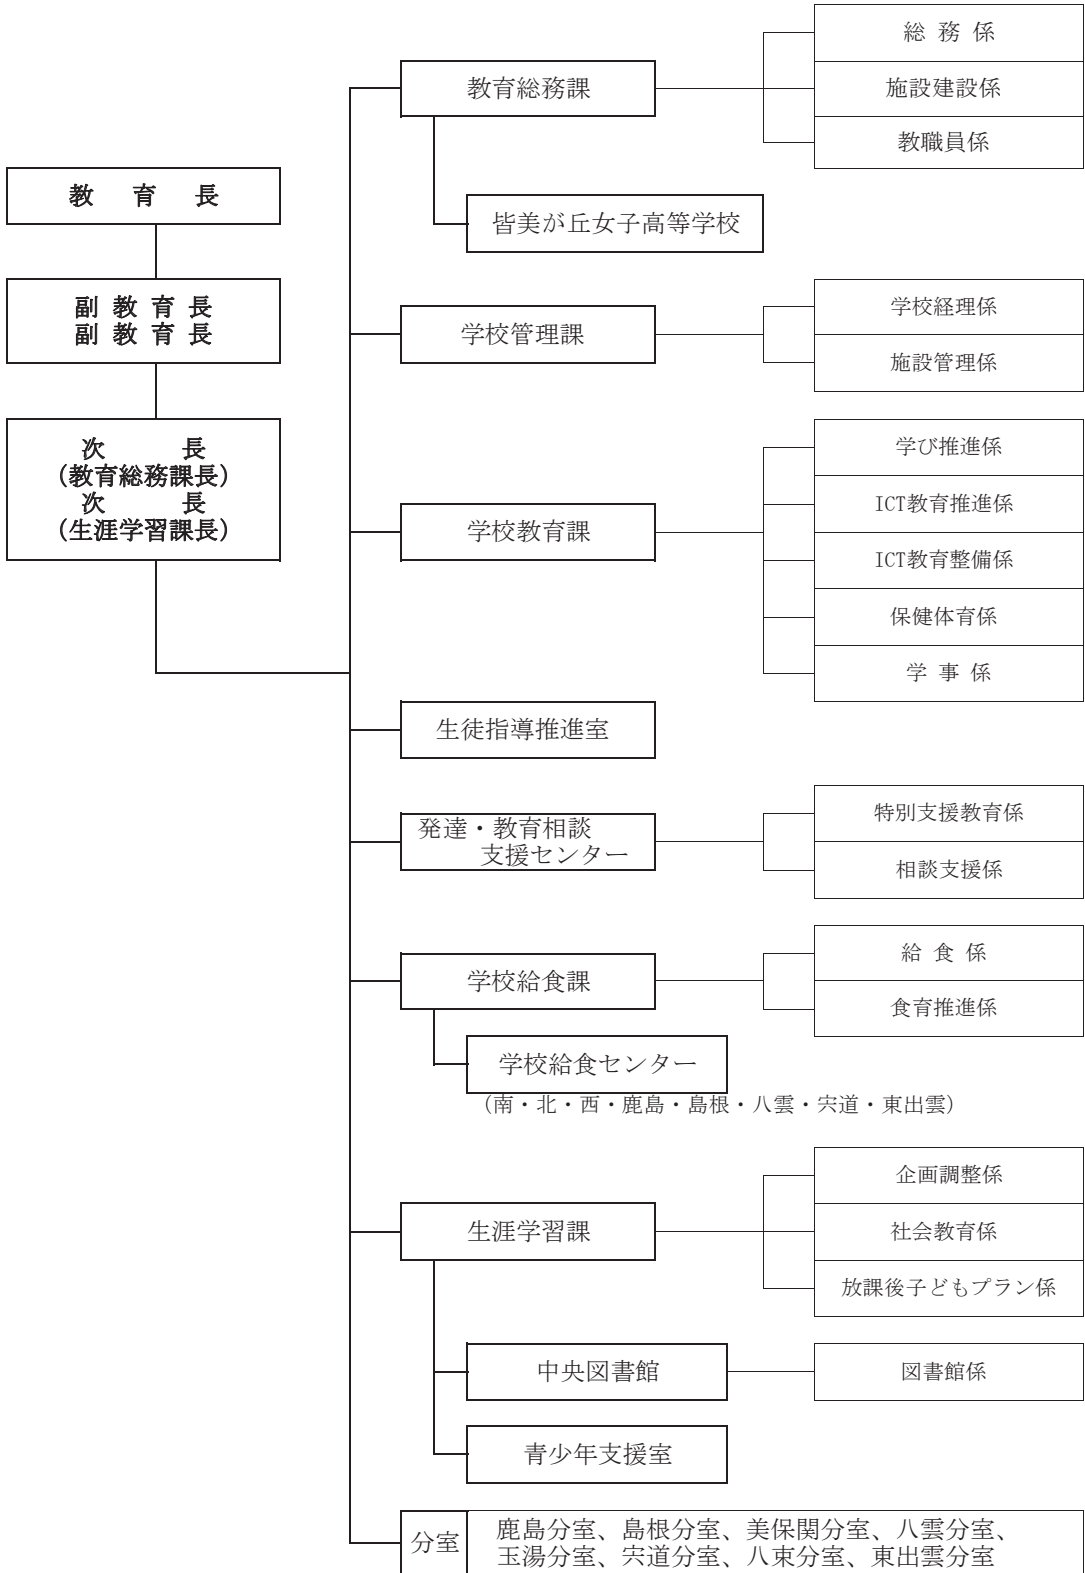 教　育　長
副 教 育 長
副 教 育 長
次　　　長
（教育総務課長）
次　　　長
（生涯学習課長）
教育総務課
総 務 係
施設建設係
教職員係
皆美が丘女子高等学校
学校管理課
学校経理係
施設管理係
学校教育課
学び推進係
ICT教育推進係
ICT教育整備係
保健体育係
学 事 係
生徒指導推進室
発達・教育相談
支援センター
特別支援教育係
相談支援係
学校給食課
給 食 係
食育推進係
学校給食センター
（南・北・西・鹿島・島根・八雲・宍道・東出雲）
生涯学習課
企画調整係
社会教育係
放課後子どもプラン係
中央図書館
図書館係
青少年支援室
分室
鹿島分室、島根分室、美保関分室、八雲分室、
玉湯分室、宍道分室、八束分室、東出雲分室